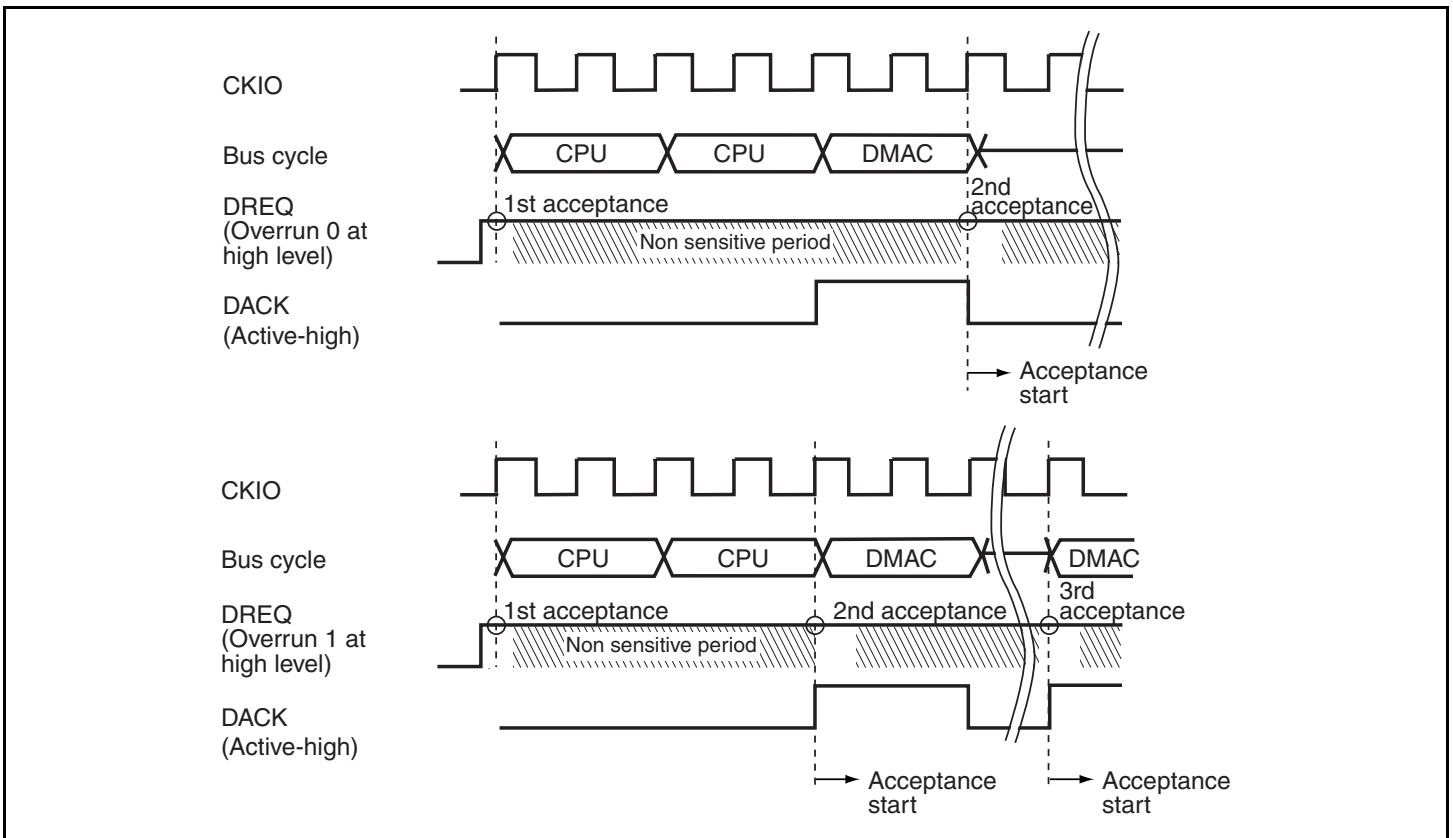 CKIO
Bus cycle
CPU
CPU
DMAC
DREQ
(Overrun 0 at
high level)
1st acceptance
2nd
acceptance
Non sensitive period
DACK
(Active-high)
Acceptance
start
CKIO
Bus cycle
CPU
CPU
DMAC
DMAC
DREQ
(Overrun 1 at
high level)
1st acceptance
2nd acceptance
3rd
acceptance
Non sensitive period
DACK
(Active-high)
Acceptance
start
Acceptance
start